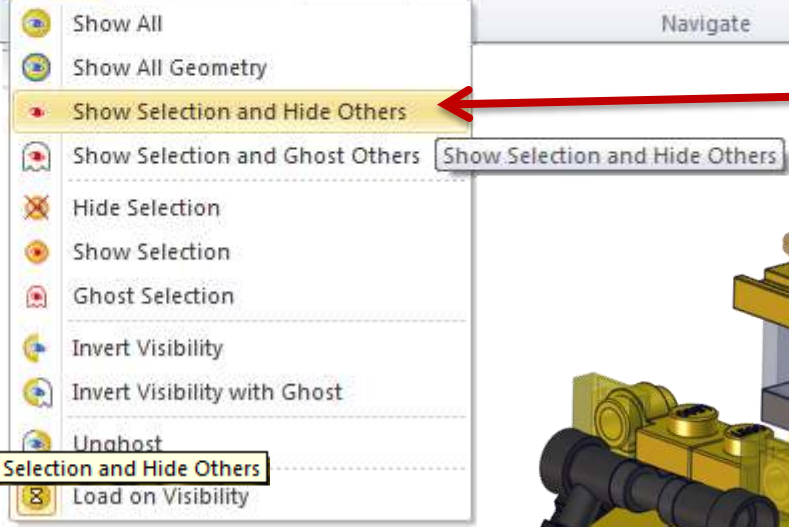 Show All
Navigate
Show All Geometry
Show Selection and Hide Others
Show Selection and Ghost Others
Show Selection and Hide Others
Hide Selection
Show Selection
Ghost Selection
Invert Visibility
Invert Visibility with Ghost
Unghost
Selection and Hide Others
Load on Visibility